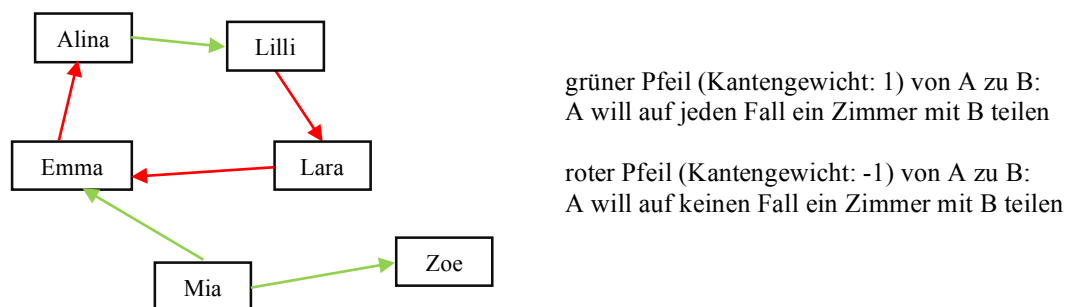 Alina
Lilli
Emma
Lara
Mia
Zoe
grüner Pfeil (Kantengewicht: 1) von A zu B:
A will auf jeden Fall ein Zimmer mit B teilen
roter Pfeil (Kantengewicht: -1) von A zu B:
A will auf keinen Fall ein Zimmer mit B teilen